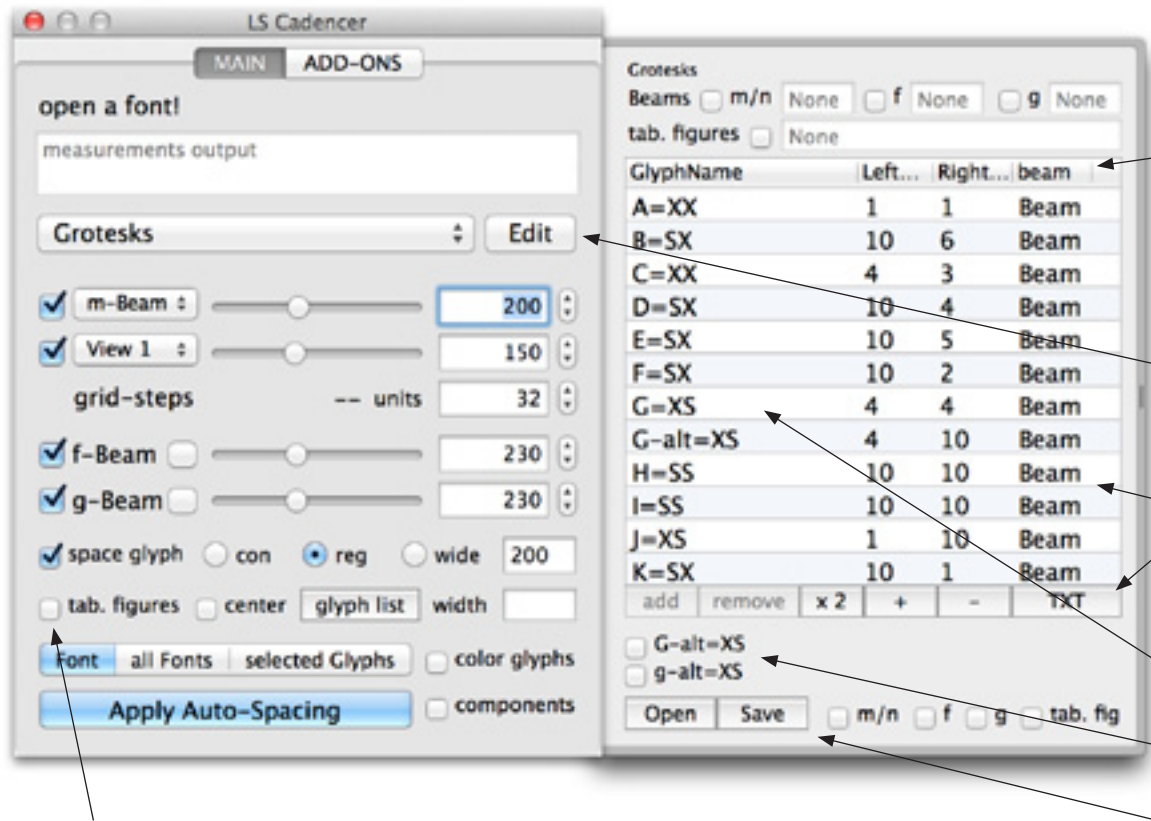 LS Cadencer
MAIN ADD-ONS
open a font!
measurements output
Grotesks Edit
m-Beam 200
View 1 150
grid-steps -- units 32
f-Beam 230
g-Beam 230
space glyph con reg wide 200
tab. figures center glyph list width
Font all Fonts selected Glyphs color glyphs
Apply Auto-Spacing components
Grotesks
Beams m/n None f None g None
tab. figures None
GlyphName Left... Right... beam
A=XX 1 1 Beam
B=SX 10 6 Beam
C=XX 4 3 Beam
D=SX 10 4 Beam
E=SX 10 5 Beam
F=SX 10 2 Beam
G=XS 4 4 Beam
G-alt=XS 4 10 Beam
H=SS 10 10 Beam
I=SS 10 10 Beam
J=XS 1 10 Beam
K=SX 10 1 Beam
add remove x 2 + - TXT
G-alt=XS
g-alt=XS
Open Save m/n f g tab. fig